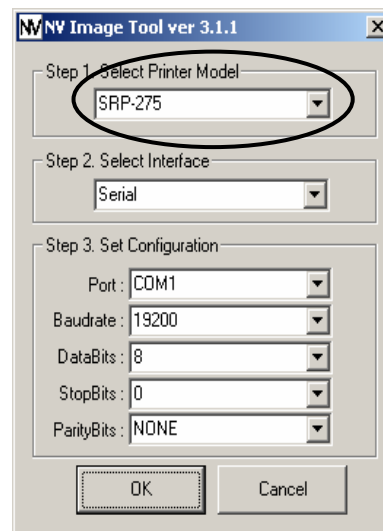 NV NV Image Tool ver 3.1.1
Step 1. Select Printer Model
SRP-275
Step 2. Select Interface
Serial
Step 3. Set Configuration
Port : COM1
Baudrate : 19200
DataBits : 8
StopBits : 0
ParityBits : NONE
OK Cancel